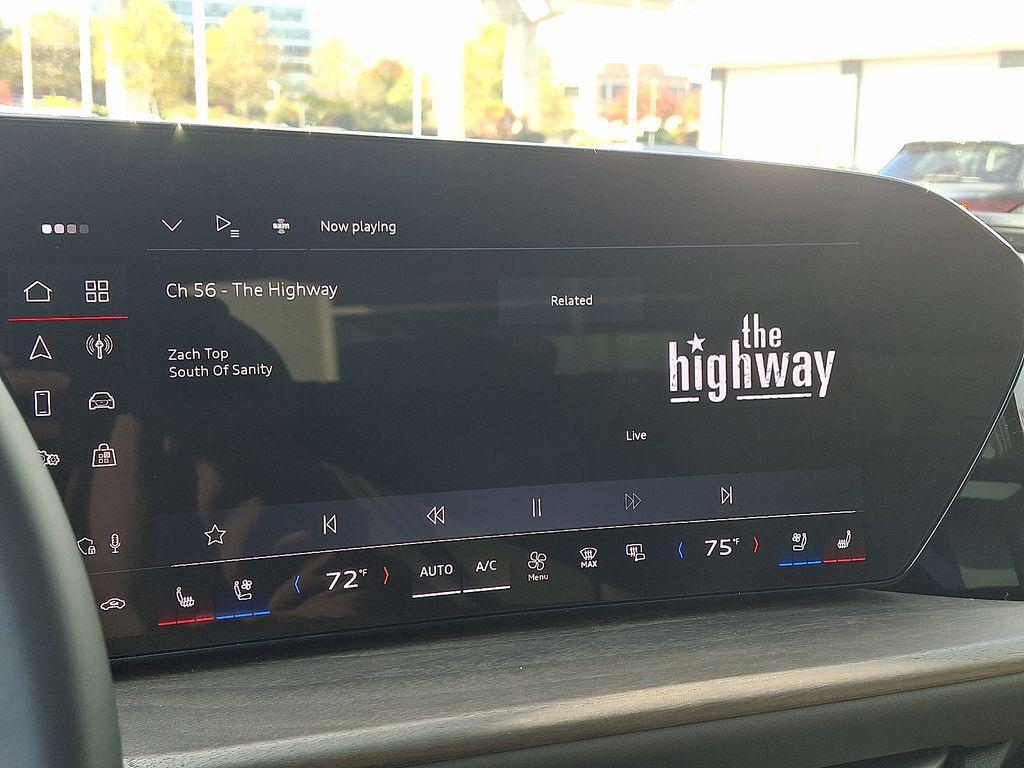 sxm
Now playing
Ch 56 - The Highway
Related
Zach Top
South Of Sanity
the
highway
Live
72°F
AUTO
A/C
Menu
MAX
75°F